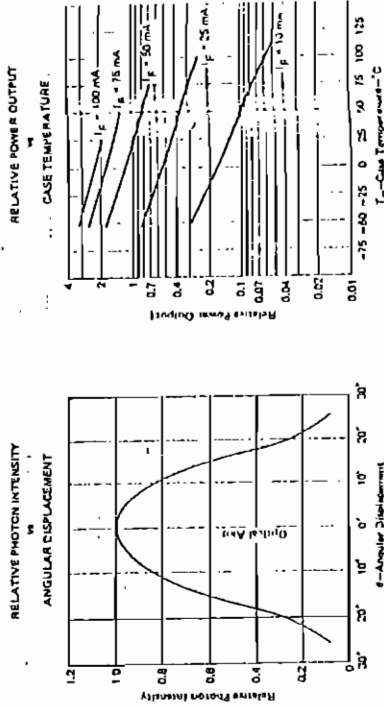 RELATIVE PHOTON INTENSITY
vs
ANGULAR DISPLACEMENT
1.2
1.0
0.8
0.6
0.4
0.2
0
Relative Photon Intensity
Optical Axis
30° 20° 10° 0° 10° 20° 30°
θ—Angular Displacement
RELATIVE POWER OUTPUT
vs
CASE TEMPERATURE
4
2
1
0.7
0.4
0.2
0.1
0.07
0.04
0.02
0.01
Relative Power Output
IF = 100 mA
IF = 75 mA
IF = 50 mA
IF = 25 mA
IF = 10 mA
-75 -50 -25 0 25 50 75 100 125
TC—Case Temperature—°C